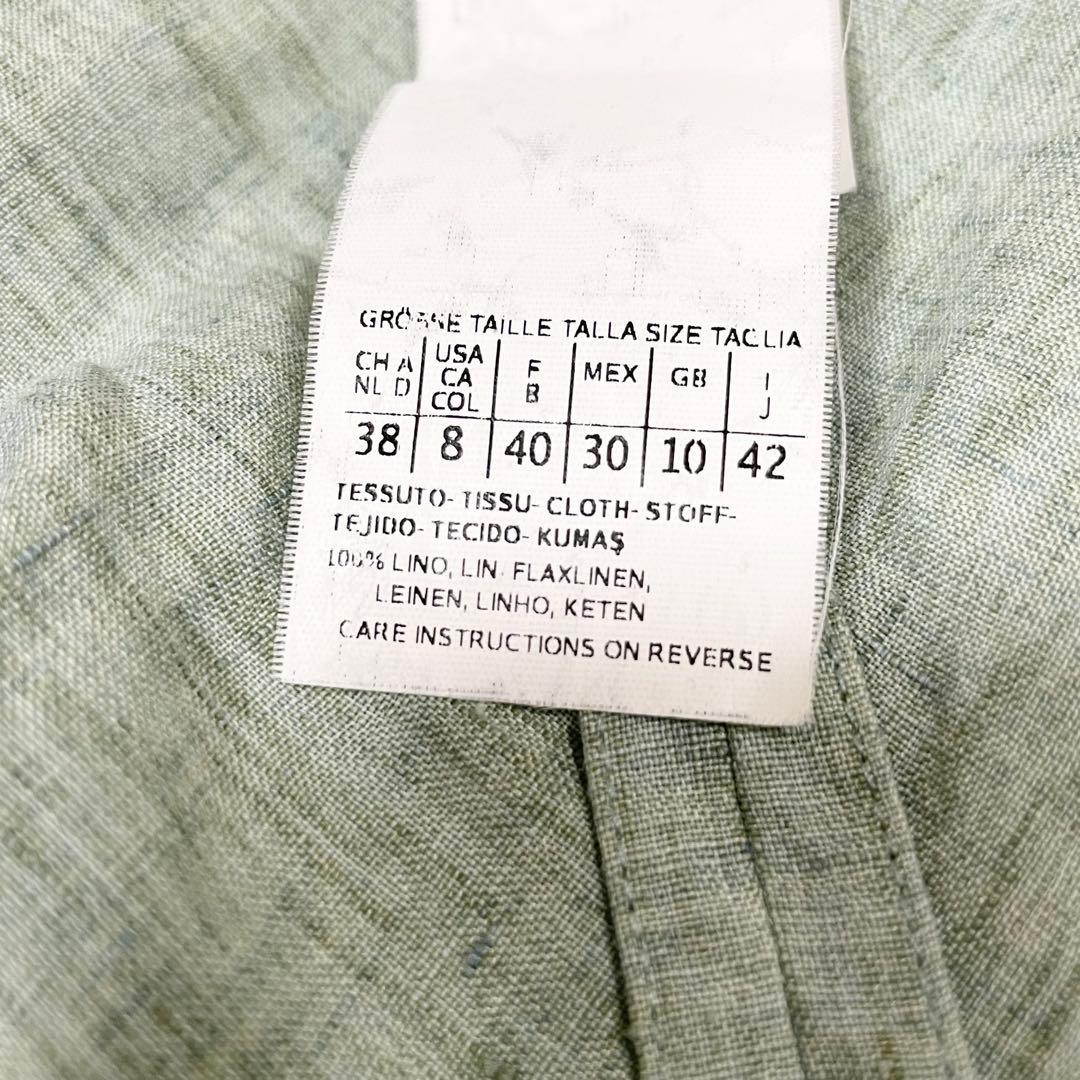 GRÖSSE TAILLE TALLA SIZE TAGLIA
CH A NL D USA CA COL F B MEX GB I J
38 8 40 30 10 42
TESSUTO- TISSU- CLOTH- STOFF-
TEJIDO- TECIDO- KUMAŞ
100% LINO, LIN FLAXLINEN,
LEINEN, LINHO, KETEN
CARE INSTRUCTIONS ON REVERSE